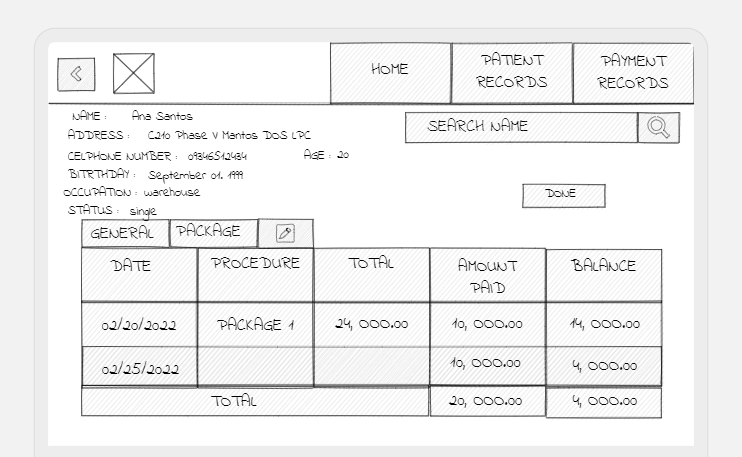 HOME
PATIENT
RECORDS
PAYMENT
RECORDS
NAME : Ana Santos
SEARCH NAME
ADDRESS : C210 Phase V Mantos DOS LPC
CELPHONE NUMBER : 09346512434 AGE : 20
BITRTHDAY : September 01. 1999
OCCUPATION : warehouse
DONE
STATUS : single
GENERAL PACKAGE
DATE PROCEDURE TOTAL AMOUNT PAID BALANCE
02/20/2022 PACKAGE 1 24, 000.00 10, 000.00 14, 000.00
02/25/2022 10, 000.00 4, 000.00
TOTAL 20, 000.00 4, 000.00